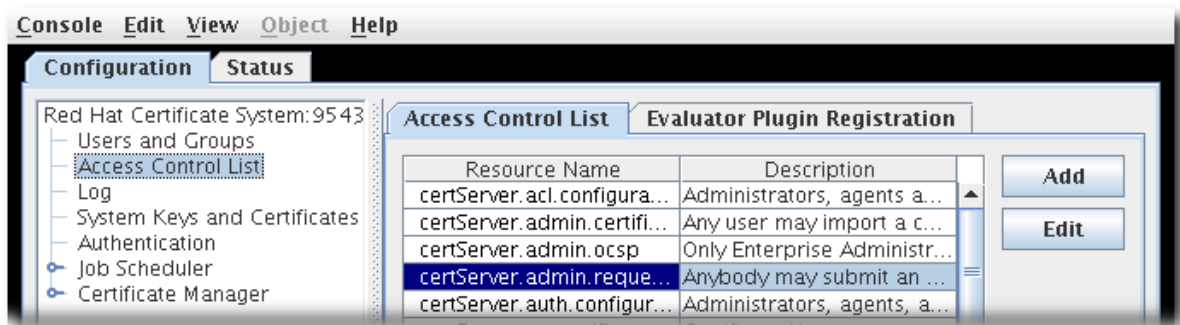 Console Edit View Object Help
Configuration Status
Red Hat Certificate System:9543
Users and Groups
Access Control List
Log
System Keys and Certificates
Authentication
Job Scheduler
Certificate Manager
Access Control List Evaluator Plugin Registration
Resource Name Description
certServer.acl.configura... Administrators, agents a...
certServer.admin.certifi... Any user may import a c...
certServer.admin.ocsp Only Enterprise Administr...
certServer.admin.reque... Anybody may submit an ...
certServer.auth.configur... Administrators, agents, a...
Add
Edit